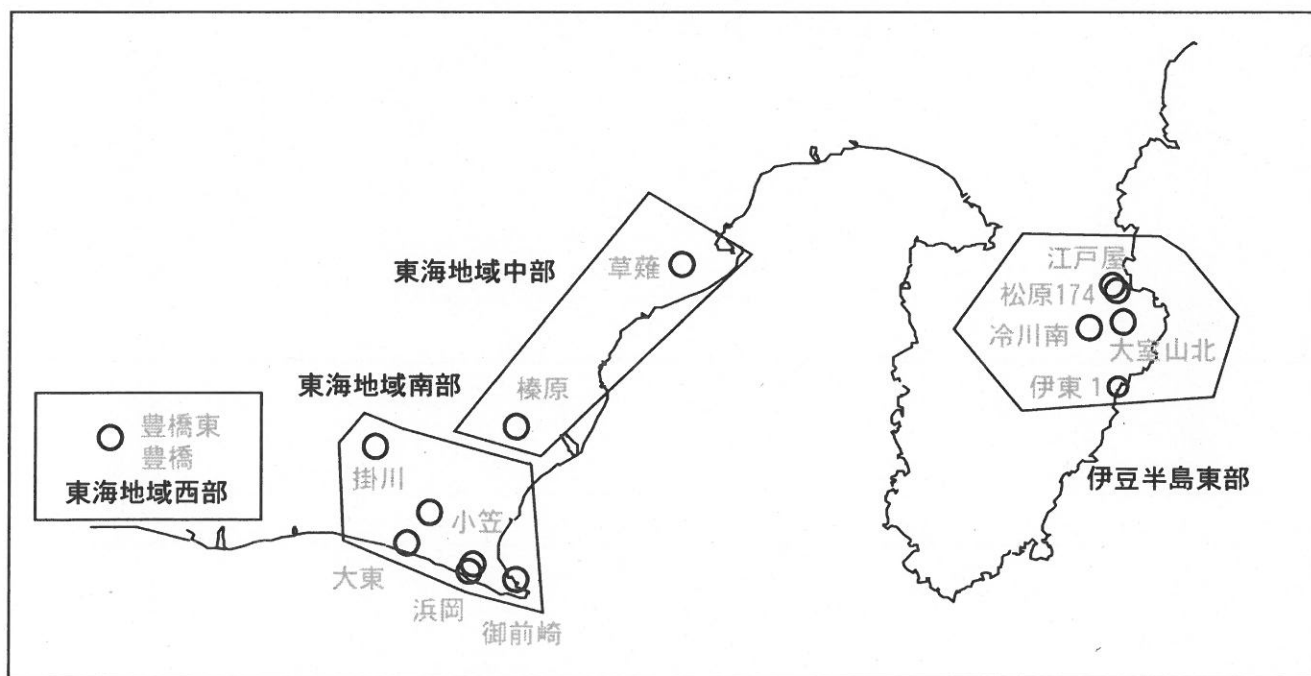 東海地域中部
草薙
榛原
東海地域南部
掛川
小笠
大東
浜岡
御前崎
豊橋東
豊橋
東海地域西部
江戸屋
松原174
冷川南
大室山北
伊東1
伊豆半島東部